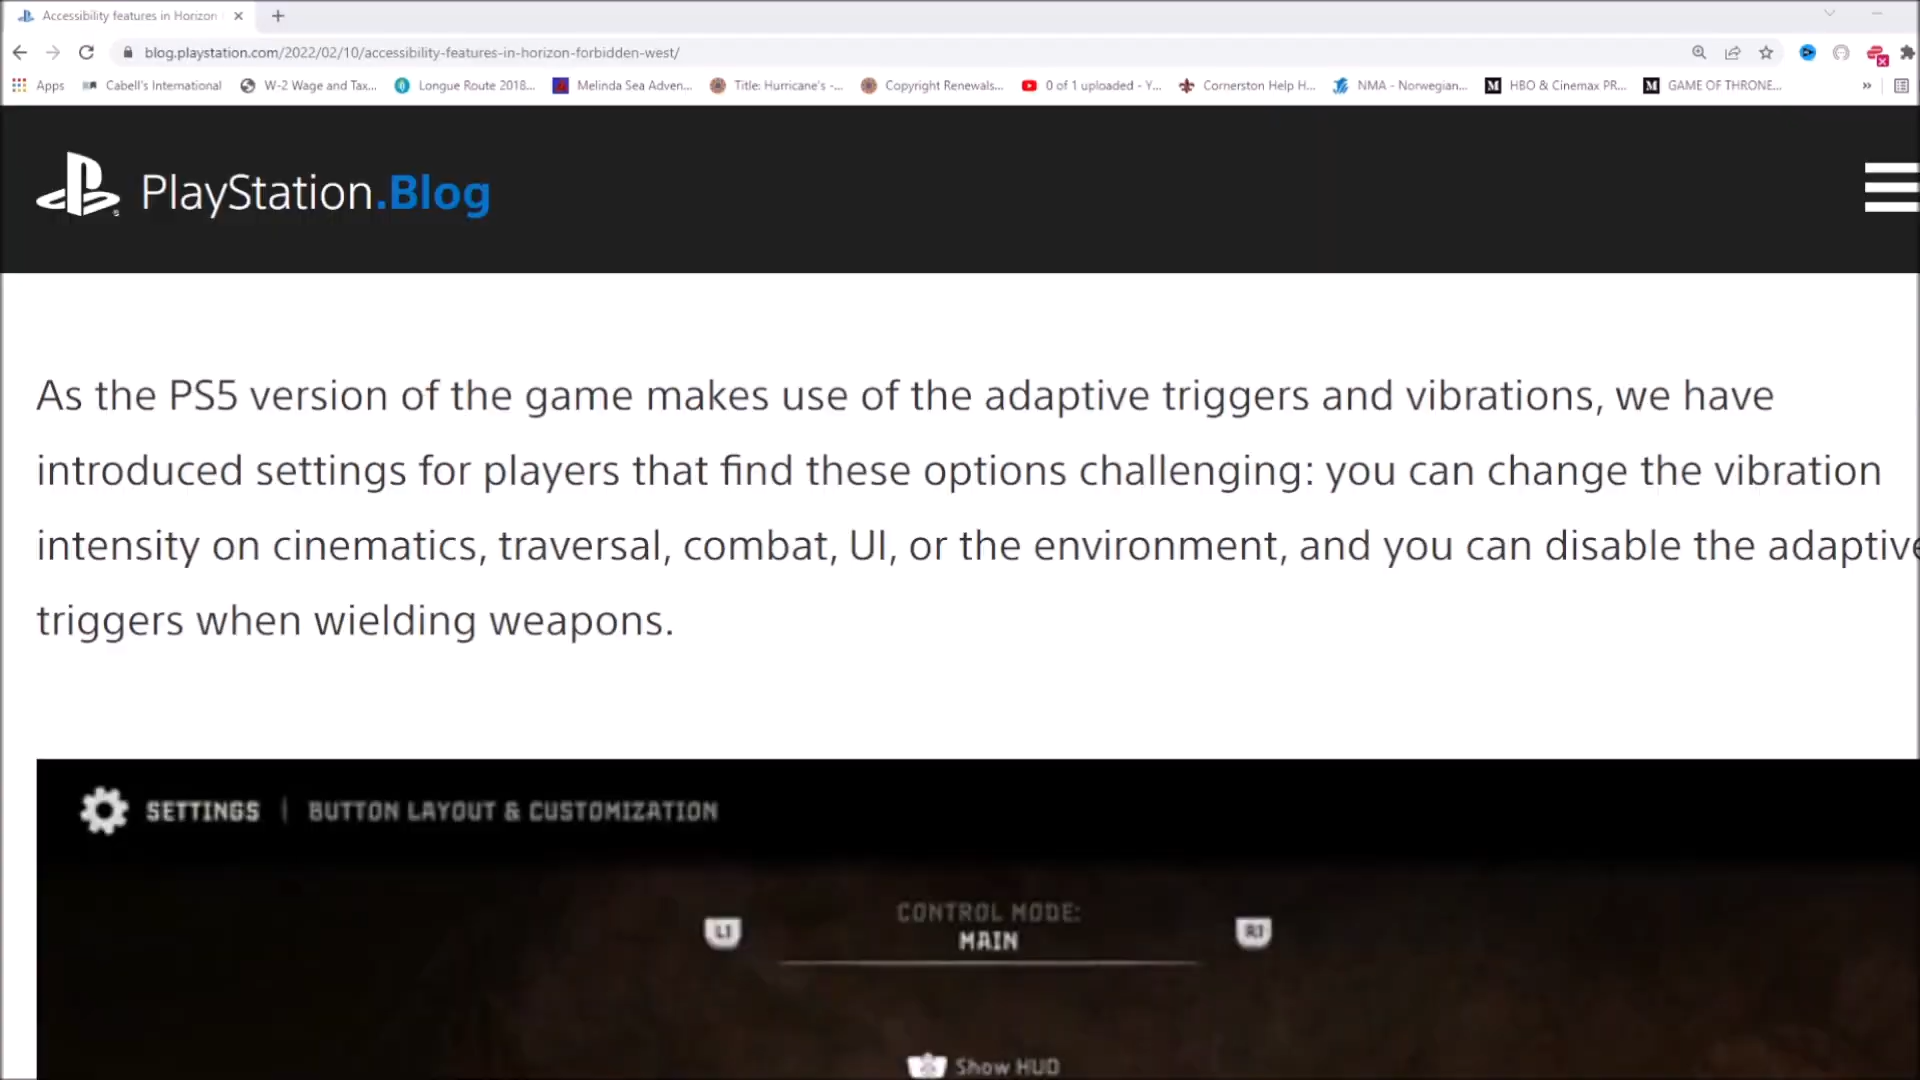 Accessibility features in Horizon
blog.playstation.com/2022/02/10/accessibility-features-in-horizon-forbidden-west/
Apps Cabell's International W-2 Wage and Tax... Longue Route 2018... Melinda Sea Adven... Title: Hurricane's -... Copyright Renewals... 0 of 1 uploaded - Y... Cornerston Help H... NMA - Norwegian... HBO & Cinemax PR... GAME OF THRONE... »
PlayStation.Blog
As the PS5 version of the game makes use of the adaptive triggers and vibrations, we have
introduced settings for players that find these options challenging: you can change the vibration
intensity on cinematics, traversal, combat, UI, or the environment, and you can disable the adaptive
triggers when wielding weapons.
SETTINGS | BUTTON LAYOUT & CUSTOMIZATION
CONTROL MODE:
L1 MAIN R1
Show HUD